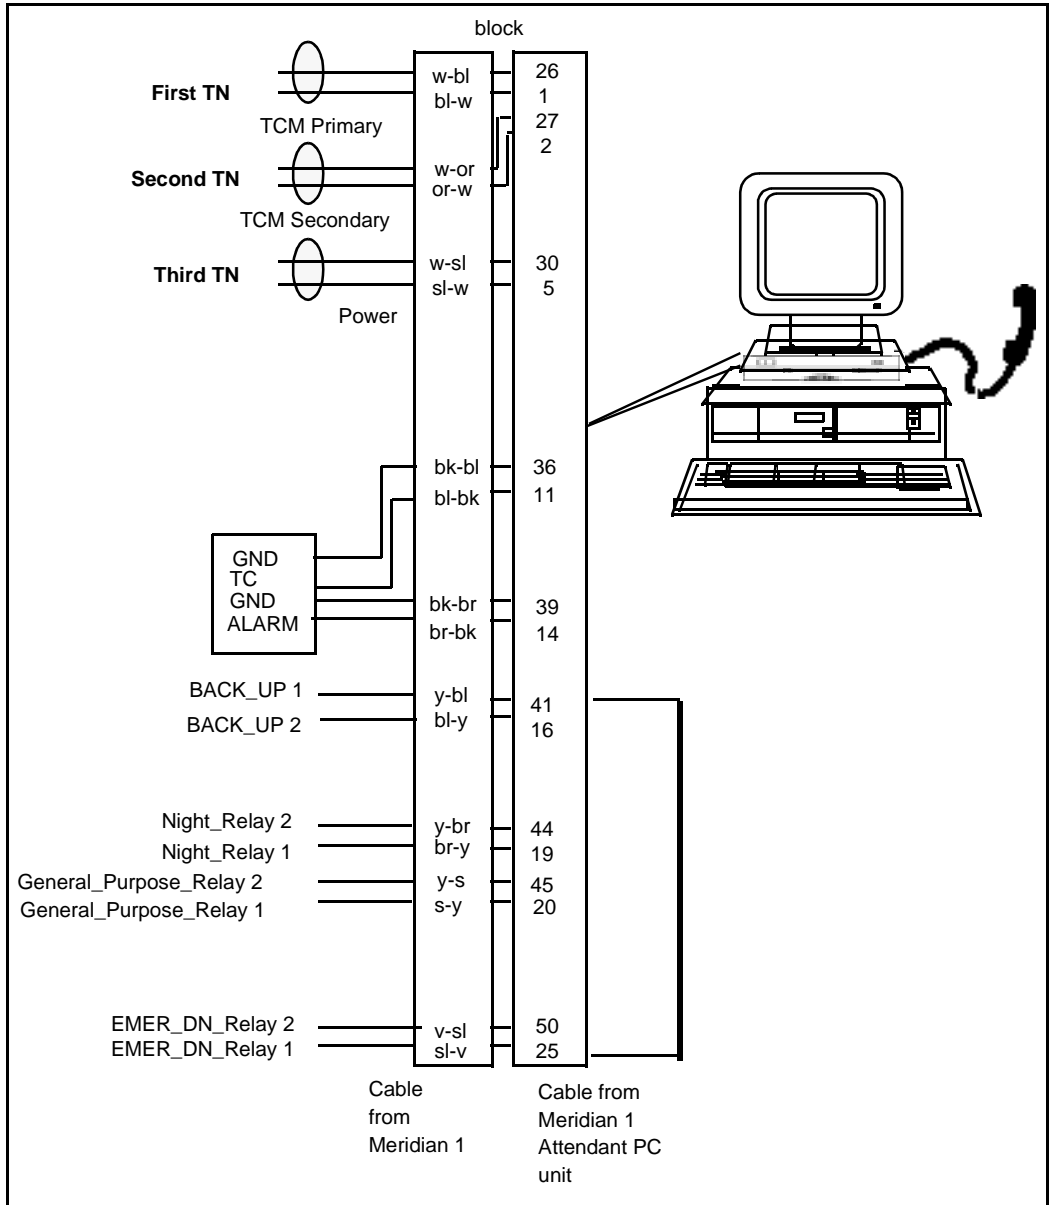 block
w-bl 26
First TN
bl-w 1
27
TCM Primary
2
w-or
Second TN
or-w
TCM Secondary
w-sl 30
Third TN
sl-w 5
Power
bk-bl 36
bl-bk 11
GND
TC
GND
bk-br 39
ALARM
br-bk 14
BACK_UP 1 y-bl 41
BACK_UP 2 bl-y 16
Night_Relay 2 y-br 44
Night_Relay 1 br-y 19
General_Purpose_Relay 2 y-s 45
General_Purpose_Relay 1 s-y 20
EMER_DN_Relay 2 v-sl 50
EMER_DN_Relay 1 sl-v 25
Cable
from
Meridian 1
Cable from
Meridian 1
Attendant PC
unit